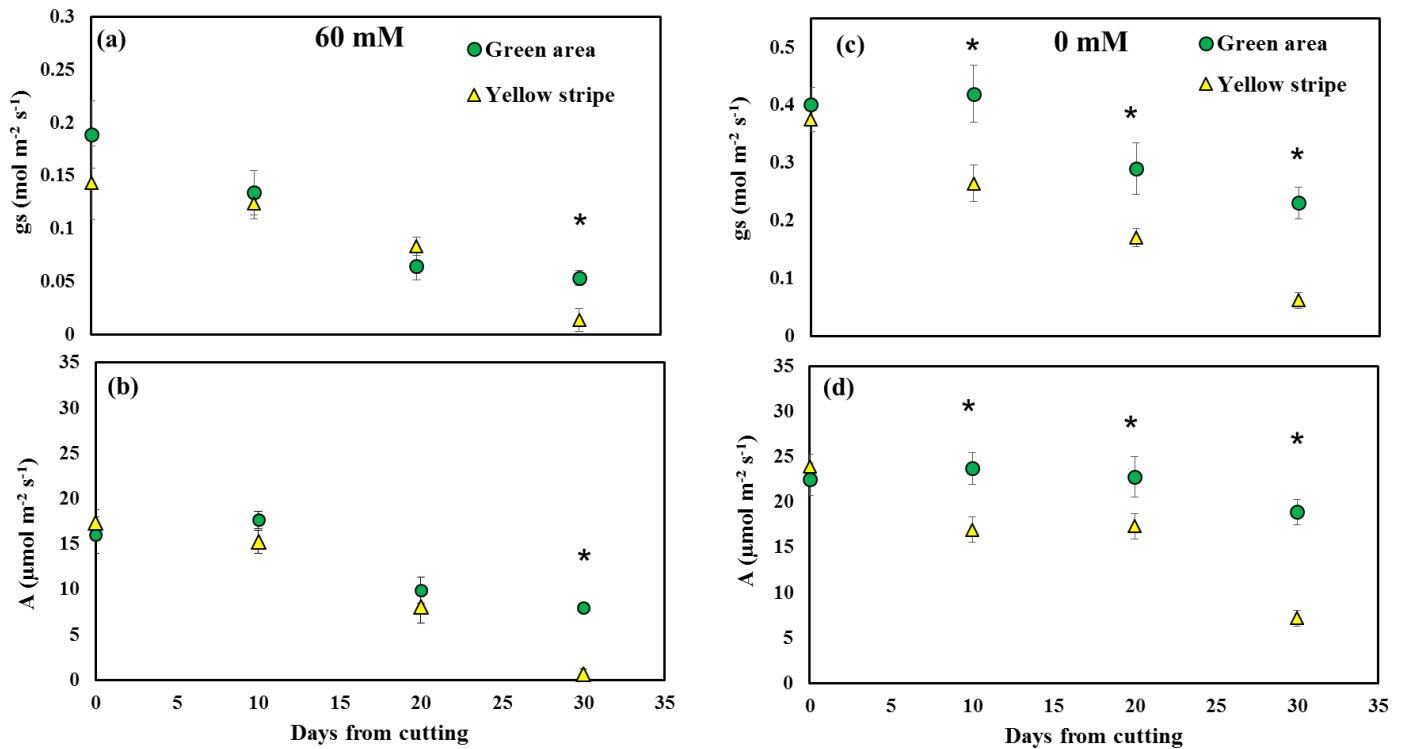 (a)
60 mM
Green area
Yellow stripe
gs (mol m-2 s-1)
0.3
0.25
0.2
0.15
0.1
0.05
0
*
(c)
0 mM
Green area
Yellow stripe
gs (mol m-2 s-1)
0.5
0.4
0.3
0.2
0.1
0
*
*
*
(b)
A (μmol m-2 s-1)
35
30
25
20
15
10
5
0
*
0 5 10 15 20 25 30 35
Days from cutting
(d)
A (μmol m-2 s-1)
35
30
25
20
15
10
5
0
*
*
*
0 5 10 15 20 25 30 35
Days from cutting